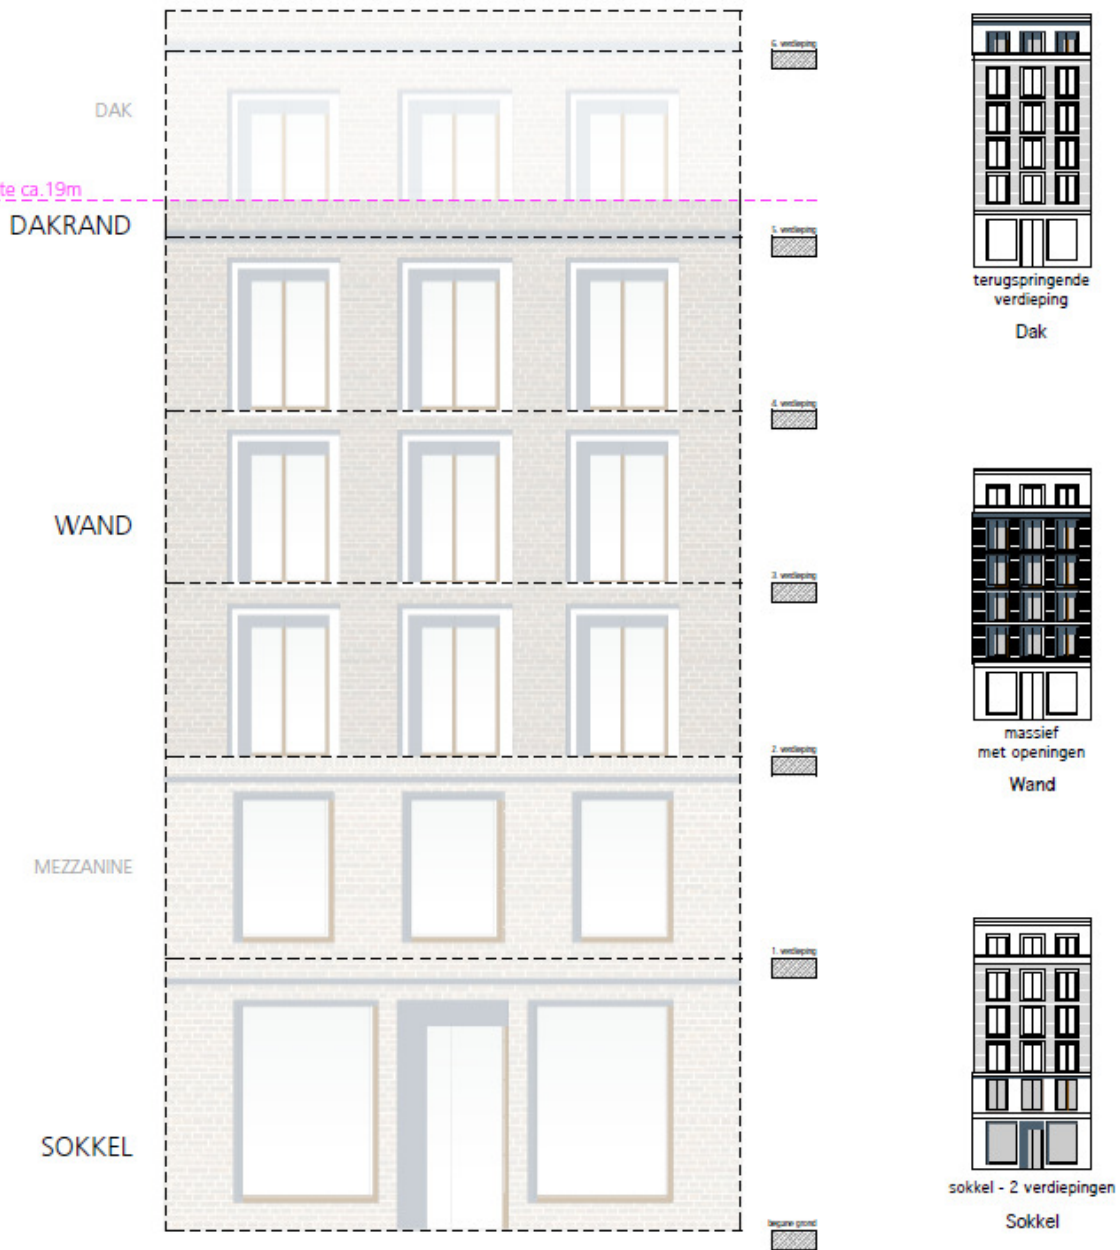 6. verdieping
DAK
te ca.19m
DAKRAND
5. verdieping
terugspringende
verdieping
Dak
4. verdieping
WAND
3. verdieping
massief
met openingen
Wand
2. verdieping
MEZZANINE
1. verdieping
SOKKEL
sokkel - 2 verdiepingen
Sokkel
begane grond